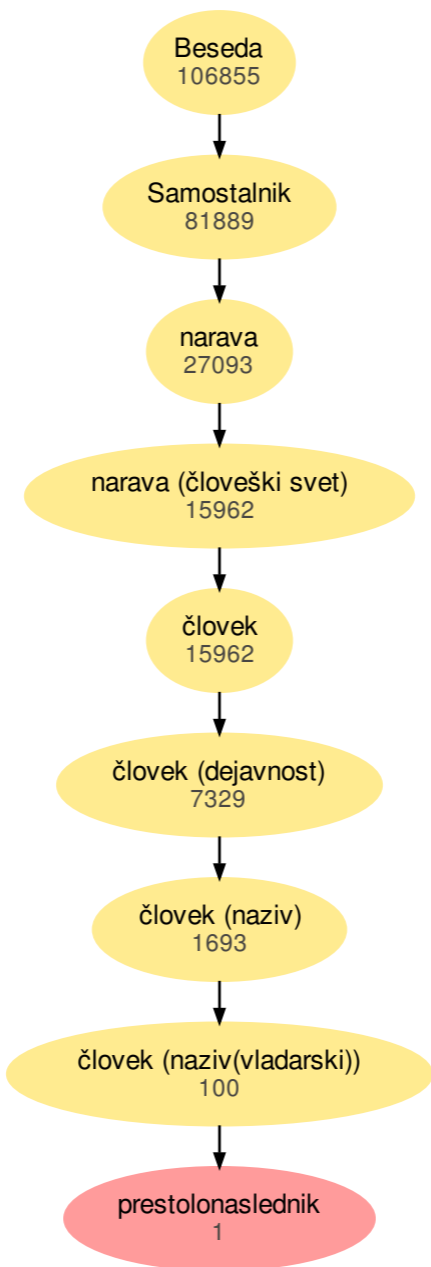 Beseda
106855
Samostalnik
81889
narava
27093
narava (človeški svet)
15962
človek
15962
človek (dejavnost)
7329
človek (naziv)
1693
človek (naziv(vladarski))
100
prestolonaslednik
1